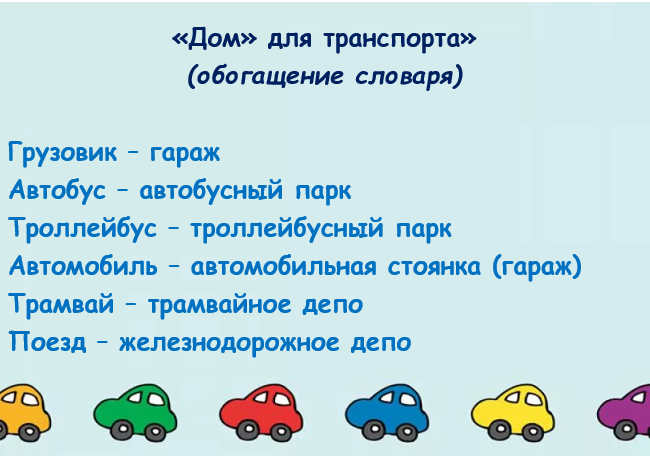 «Дом» для транспорта»
(обогащение словаря)
Грузовик – гараж
Автобус – автобусный парк
Троллейбус – троллейбусный парк
Автомобиль – автомобильная стоянка (гараж)
Трамвай – трамвайное депо
Поезд – железнодорожное депо